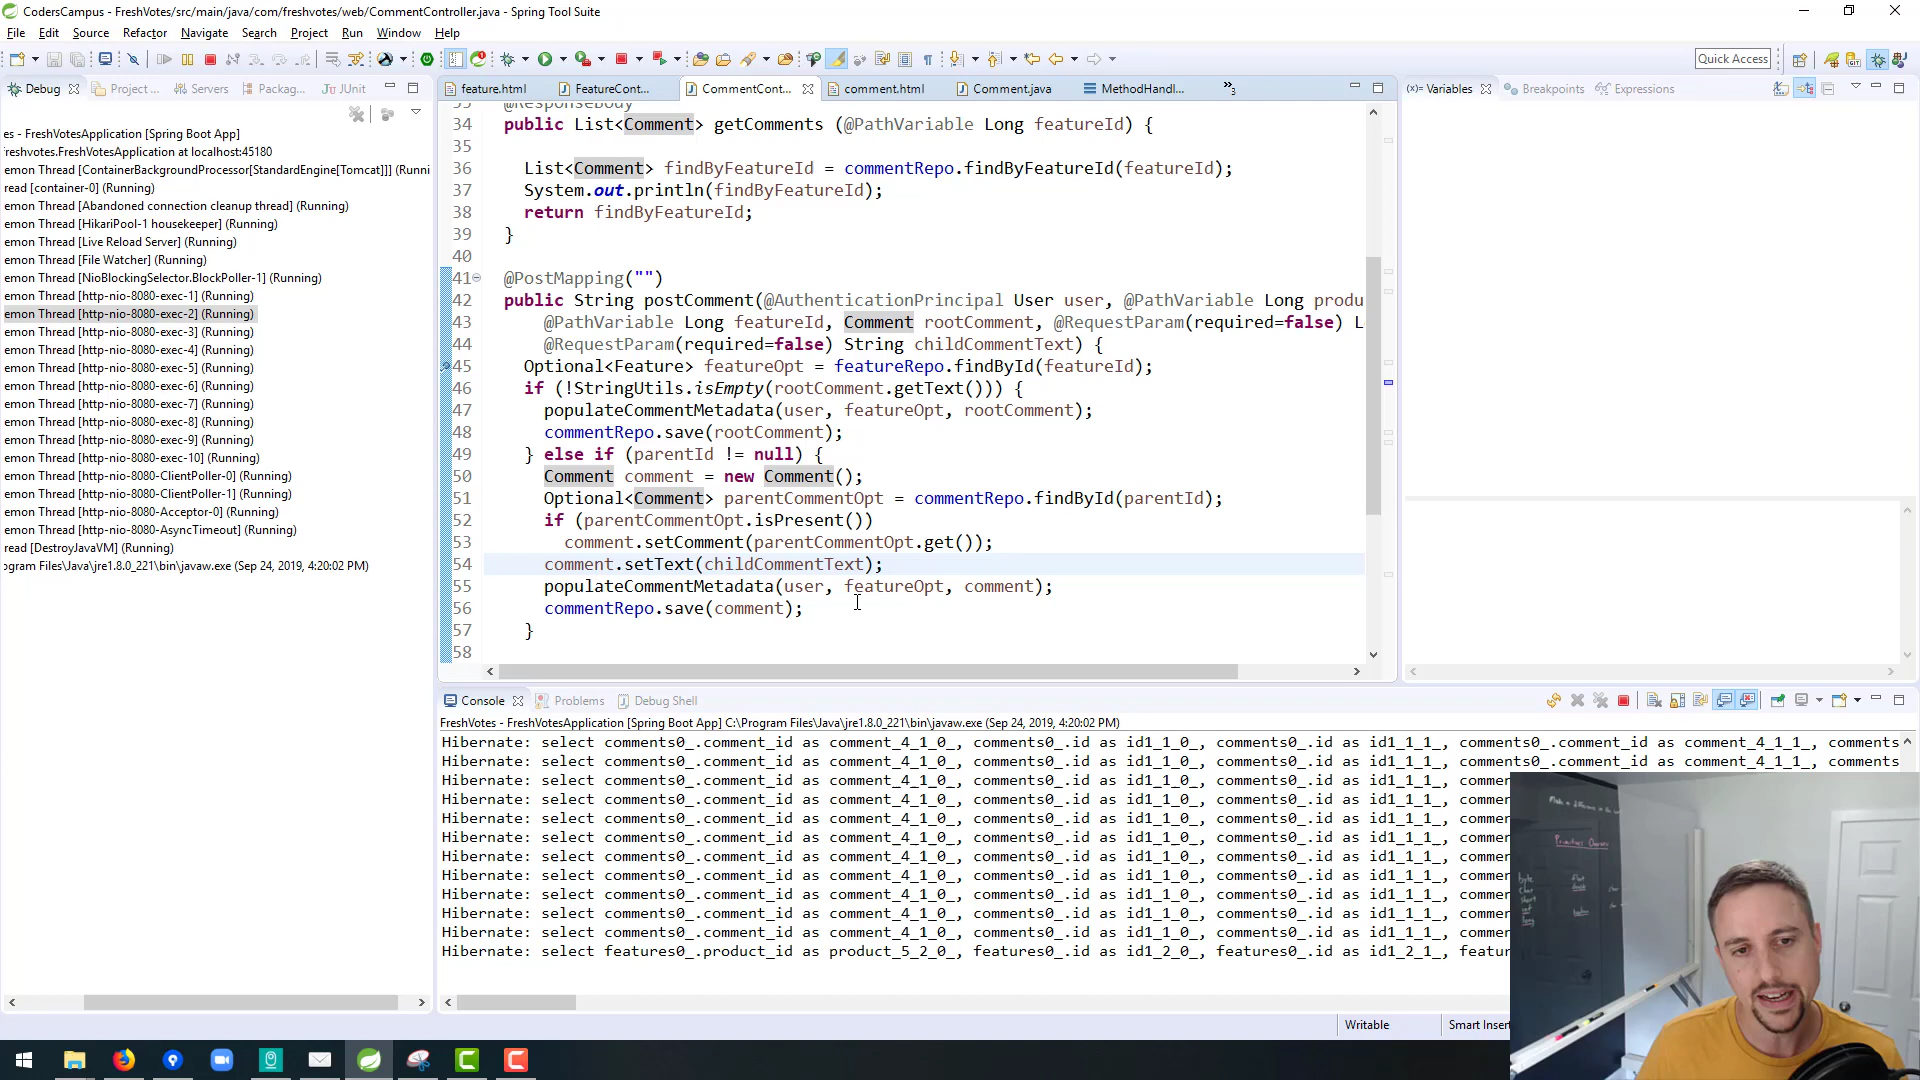 CodersCampus - FreshVotes/src/main/java/com/freshvotes/web/CommentController.java - Spring Tool Suite
File Edit Source Refactor Navigate Search Project Run Window Help
Quick Access
Debug Project ... Servers Packag... JUnit
feature.html FeatureCont... CommentCont... comment.html Comment.java MethodHandl... 3
(x)= Variables Breakpoints Expressions
es - FreshVotesApplication [Spring Boot App]
freshvotes.FreshVotesApplication at localhost:45180
emon Thread [ContainerBackgroundProcessor[StandardEngine[Tomcat]]] (Runni
read [container-0] (Running)
emon Thread [Abandoned connection cleanup thread] (Running)
emon Thread [HikariPool-1 housekeeper] (Running)
emon Thread [Live Reload Server] (Running)
emon Thread [File Watcher] (Running)
emon Thread [NioBlockingSelector.BlockPoller-1] (Running)
emon Thread [http-nio-8080-exec-1] (Running)
emon Thread [http-nio-8080-exec-2] (Running)
emon Thread [http-nio-8080-exec-3] (Running)
emon Thread [http-nio-8080-exec-4] (Running)
emon Thread [http-nio-8080-exec-5] (Running)
emon Thread [http-nio-8080-exec-6] (Running)
emon Thread [http-nio-8080-exec-7] (Running)
emon Thread [http-nio-8080-exec-8] (Running)
emon Thread [http-nio-8080-exec-9] (Running)
emon Thread [http-nio-8080-exec-10] (Running)
emon Thread [http-nio-8080-ClientPoller-0] (Running)
emon Thread [http-nio-8080-ClientPoller-1] (Running)
emon Thread [http-nio-8080-Acceptor-0] (Running)
emon Thread [http-nio-8080-AsyncTimeout] (Running)
read [DestroyJavaVM] (Running)
ogram Files\Java\jre1.8.0_221\bin\javaw.exe (Sep 24, 2019, 4:20:02 PM)
33 @ResponseBody
34 public List<Comment> getComments (@PathVariable Long featureId) {
35
36 List<Comment> findByFeatureId = commentRepo.findByFeatureId(featureId);
37 System.out.println(findByFeatureId);
38 return findByFeatureId;
39 }
40
41 @PostMapping("")
42 public String postComment(@AuthenticationPrincipal User user, @PathVariable Long produ
43 @PathVariable Long featureId, Comment rootComment, @RequestParam(required=false) L
44 @RequestParam(required=false) String childCommentText) {
45 Optional<Feature> featureOpt = featureRepo.findById(featureId);
46 if (!StringUtils.isEmpty(rootComment.getText())) {
47 populateCommentMetadata(user, featureOpt, rootComment);
48 commentRepo.save(rootComment);
49 } else if (parentId != null) {
50 Comment comment = new Comment();
51 Optional<Comment> parentCommentOpt = commentRepo.findById(parentId);
52 if (parentCommentOpt.isPresent())
53 comment.setComment(parentCommentOpt.get());
54 comment.setText(childCommentText);
55 populateCommentMetadata(user, featureOpt, comment);
56 commentRepo.save(comment);
57 }
58
Console Problems Debug Shell
FreshVotes - FreshVotesApplication [Spring Boot App] C:\Program Files\Java\jre1.8.0_221\bin\javaw.exe (Sep 24, 2019, 4:20:02 PM)
Hibernate: select comments0_.comment_id as comment_4_1_0_, comments0_.id as id1_1_0_, comments0_.id as id1_1_1_, comments0_.comment_id as comment_4_1_1_, comments
Hibernate: select comments0_.comment_id as comment_4_1_0_, comments0_.id as id1_1_0_, comments0_.id as id1_1_1_, comments0_.comment_id as comment_4_1_1_, comments
Hibernate: select comments0_.comment_id as comment_4_1_0_, comments0_.id as id1_1_0_, comments0_.id as id1_1_1_, commen
Hibernate: select comments0_.comment_id as comment_4_1_0_, comments0_.id as id1_1_0_, comments0_.id as id1_1_1_, commen
Hibernate: select comments0_.comment_id as comment_4_1_0_, comments0_.id as id1_1_0_, comments0_.id as id1_1_1_, commen
Hibernate: select comments0_.comment_id as comment_4_1_0_, comments0_.id as id1_1_0_, comments0_.id as id1_1_1_, commen
Hibernate: select comments0_.comment_id as comment_4_1_0_, comments0_.id as id1_1_0_, comments0_.id as id1_1_1_, commen
Hibernate: select comments0_.comment_id as comment_4_1_0_, comments0_.id as id1_1_0_, comments0_.id as id1_1_1_, commen
Hibernate: select comments0_.comment_id as comment_4_1_0_, comments0_.id as id1_1_0_, comments0_.id as id1_1_1_, commen
Hibernate: select comments0_.comment_id as comment_4_1_0_, comments0_.id as id1_1_0_, comments0_.id as id1_1_1_, commen
Hibernate: select comments0_.comment_id as comment_4_1_0_, comments0_.id as id1_1_0_, comments0_.id as id1_1_1_, commen
Hibernate: select features0_.product_id as product_5_2_0_, features0_.id as id1_2_0_, features0_.id as id1_2_1_, featur
Writable Smart Insert